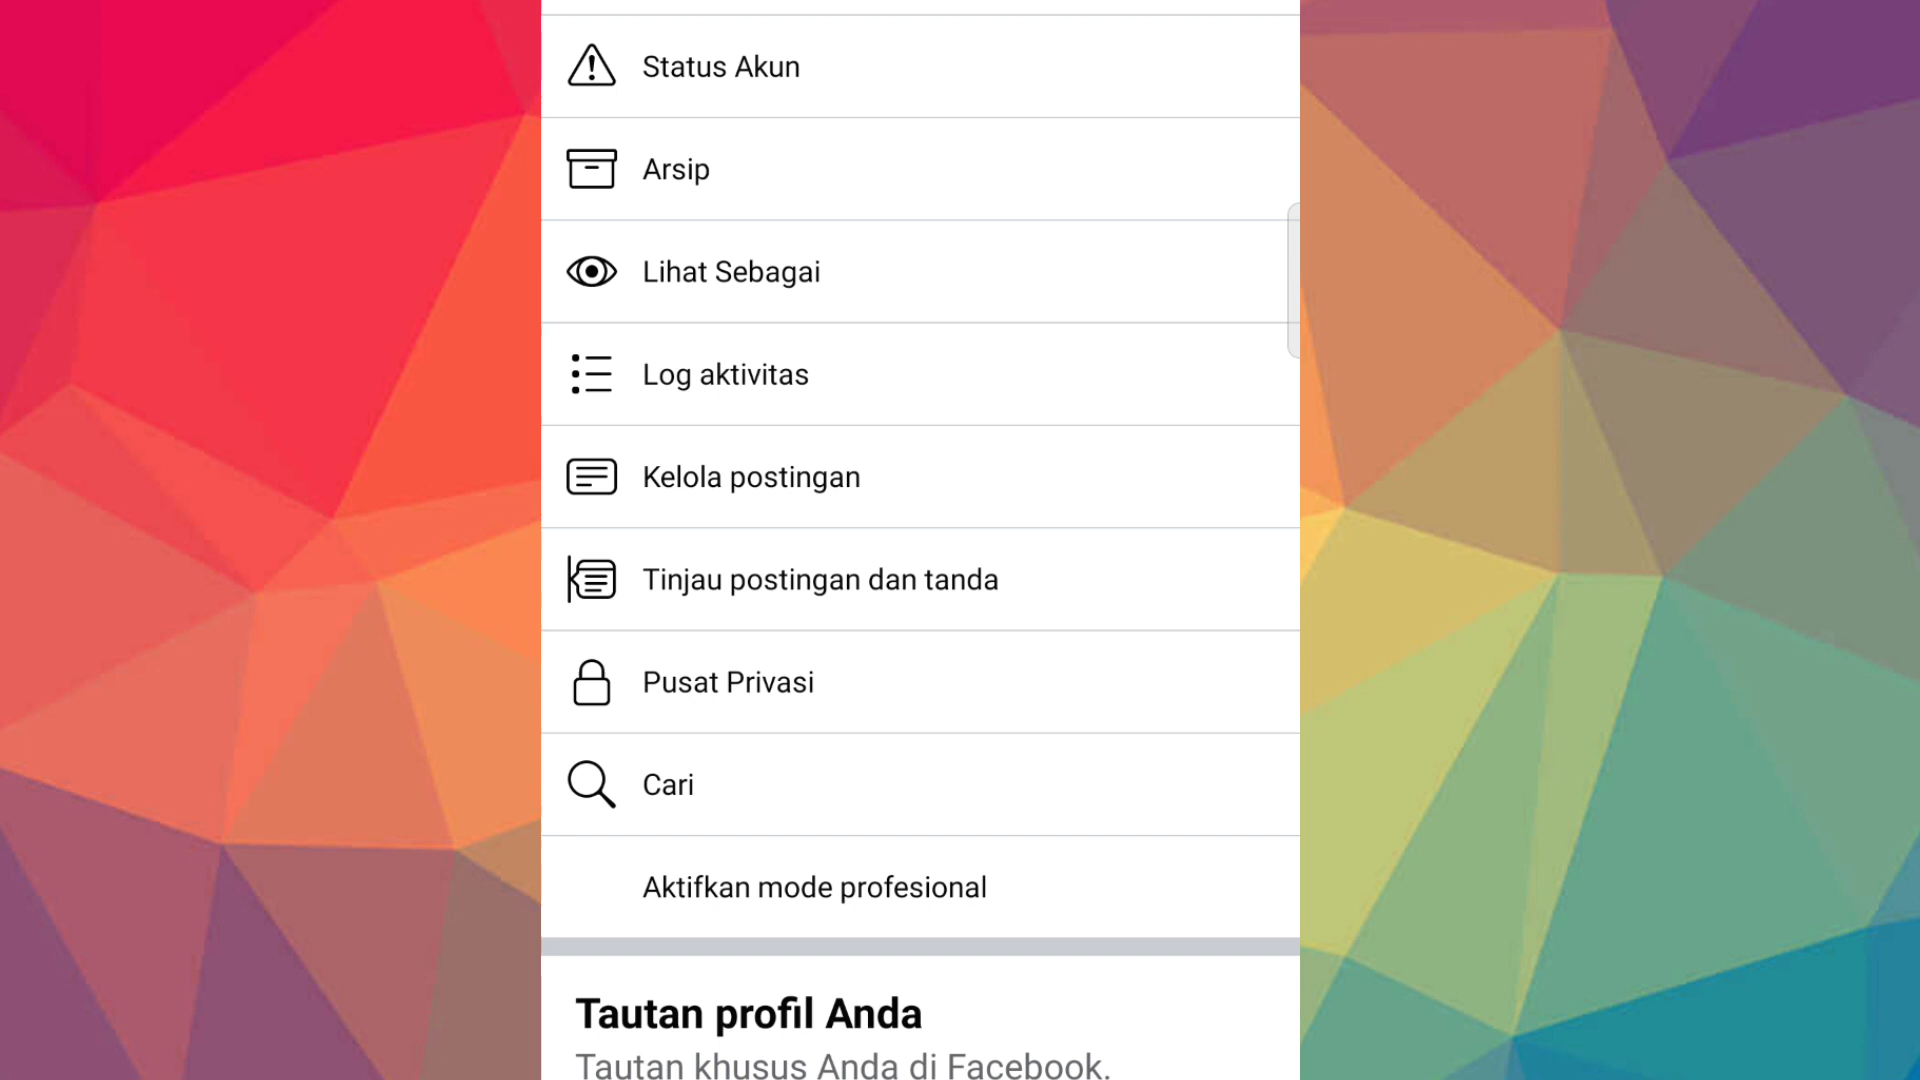 Status Akun
Arsip
Lihat Sebagai
Log aktivitas
Kelola postingan
Tinjau postingan dan tanda
Pusat Privasi
Cari
Aktifkan mode profesional
Tautan profil Anda
Tautan khusus Anda di Facebook.